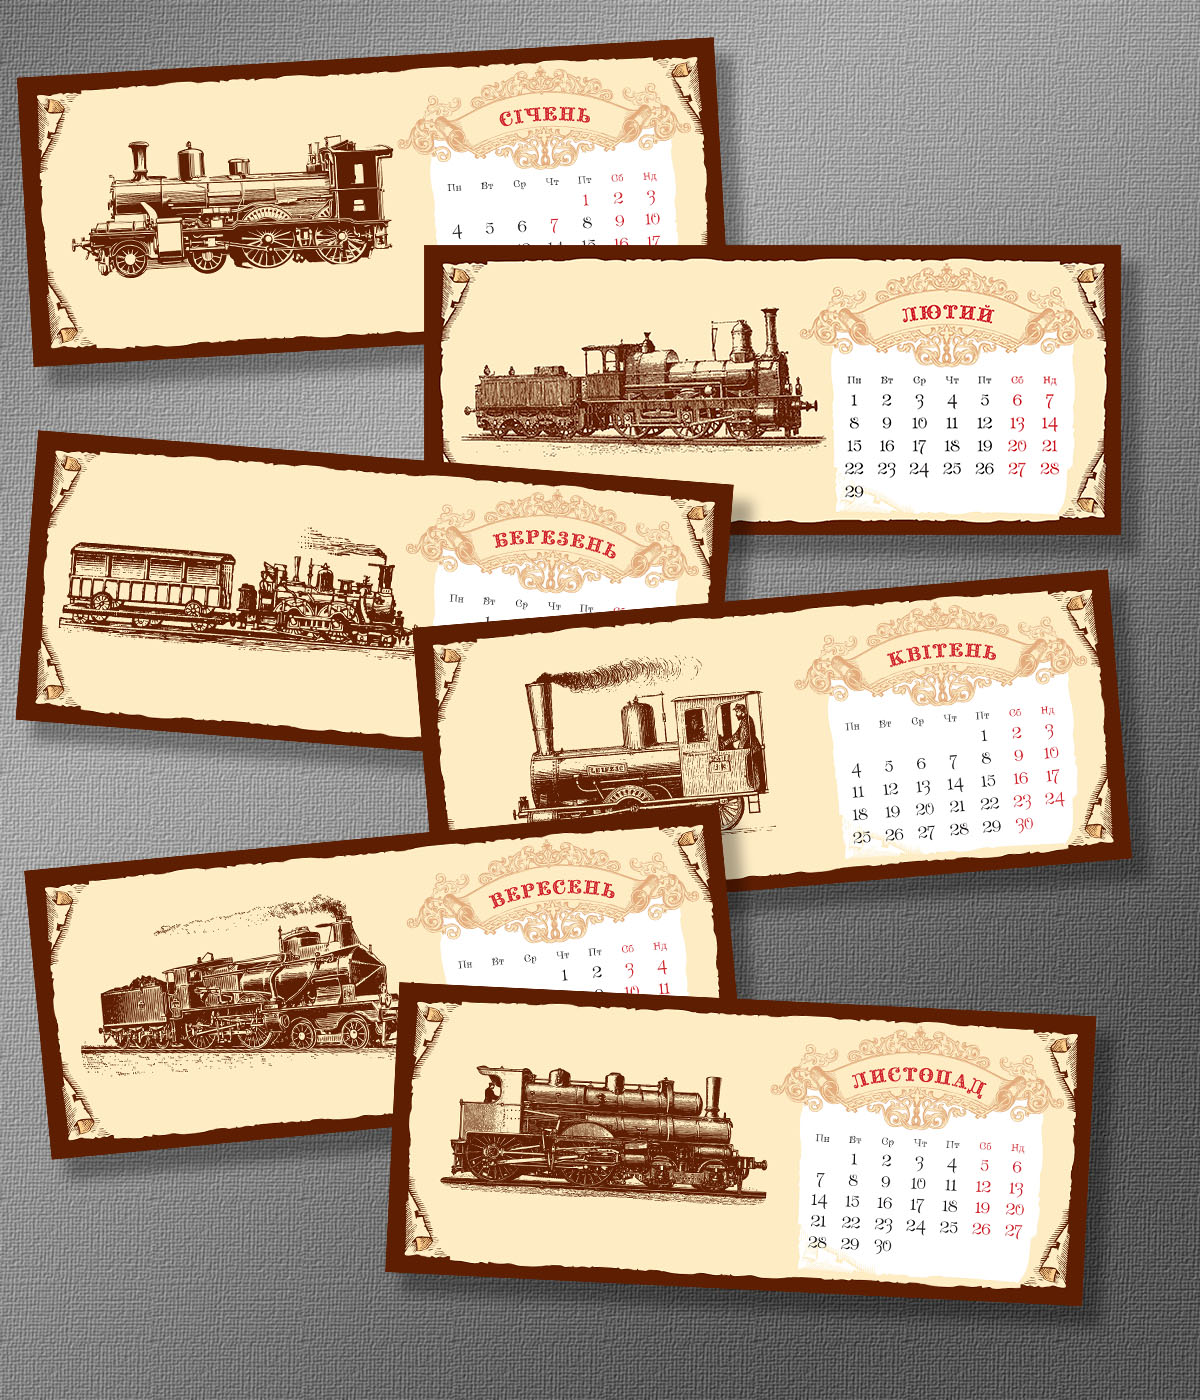 СІЧЕНЬ
Пн Вт Ср Чт Пт Сб Нд
1 2 3
4 5 6 7 8 9 10
16 17
ЛЮТИЙ
Пн Вт Ср Чт Пт Сб Нд
1 2 3 4 5 6 7
8 9 10 11 12 13 14
15 16 17 18 19 20 21
22 23 24 25 26 27 28
29
БЕРЕЗЕНЬ
Пн Вт Ср Чт Пт
КВІТЕНЬ
Пн Вт Ср Чт Пт Сб Нд
1 2 3
4 5 6 7 8 9 10
11 12 13 14 15 16 17
18 19 20 21 22 23 24
25 26 27 28 29 30
LEIPZIG
ВЕРЕСЕНЬ
Пн Вт Ср Чт Пт Сб Нд
1 2 3 4
10 11
ЛИСТОПАД
Пн Вт Ср Чт Пт Сб Нд
1 2 3 4 5 6
7 8 9 10 11 12 13
14 15 16 17 18 19 20
21 22 23 24 25 26 27
28 29 30